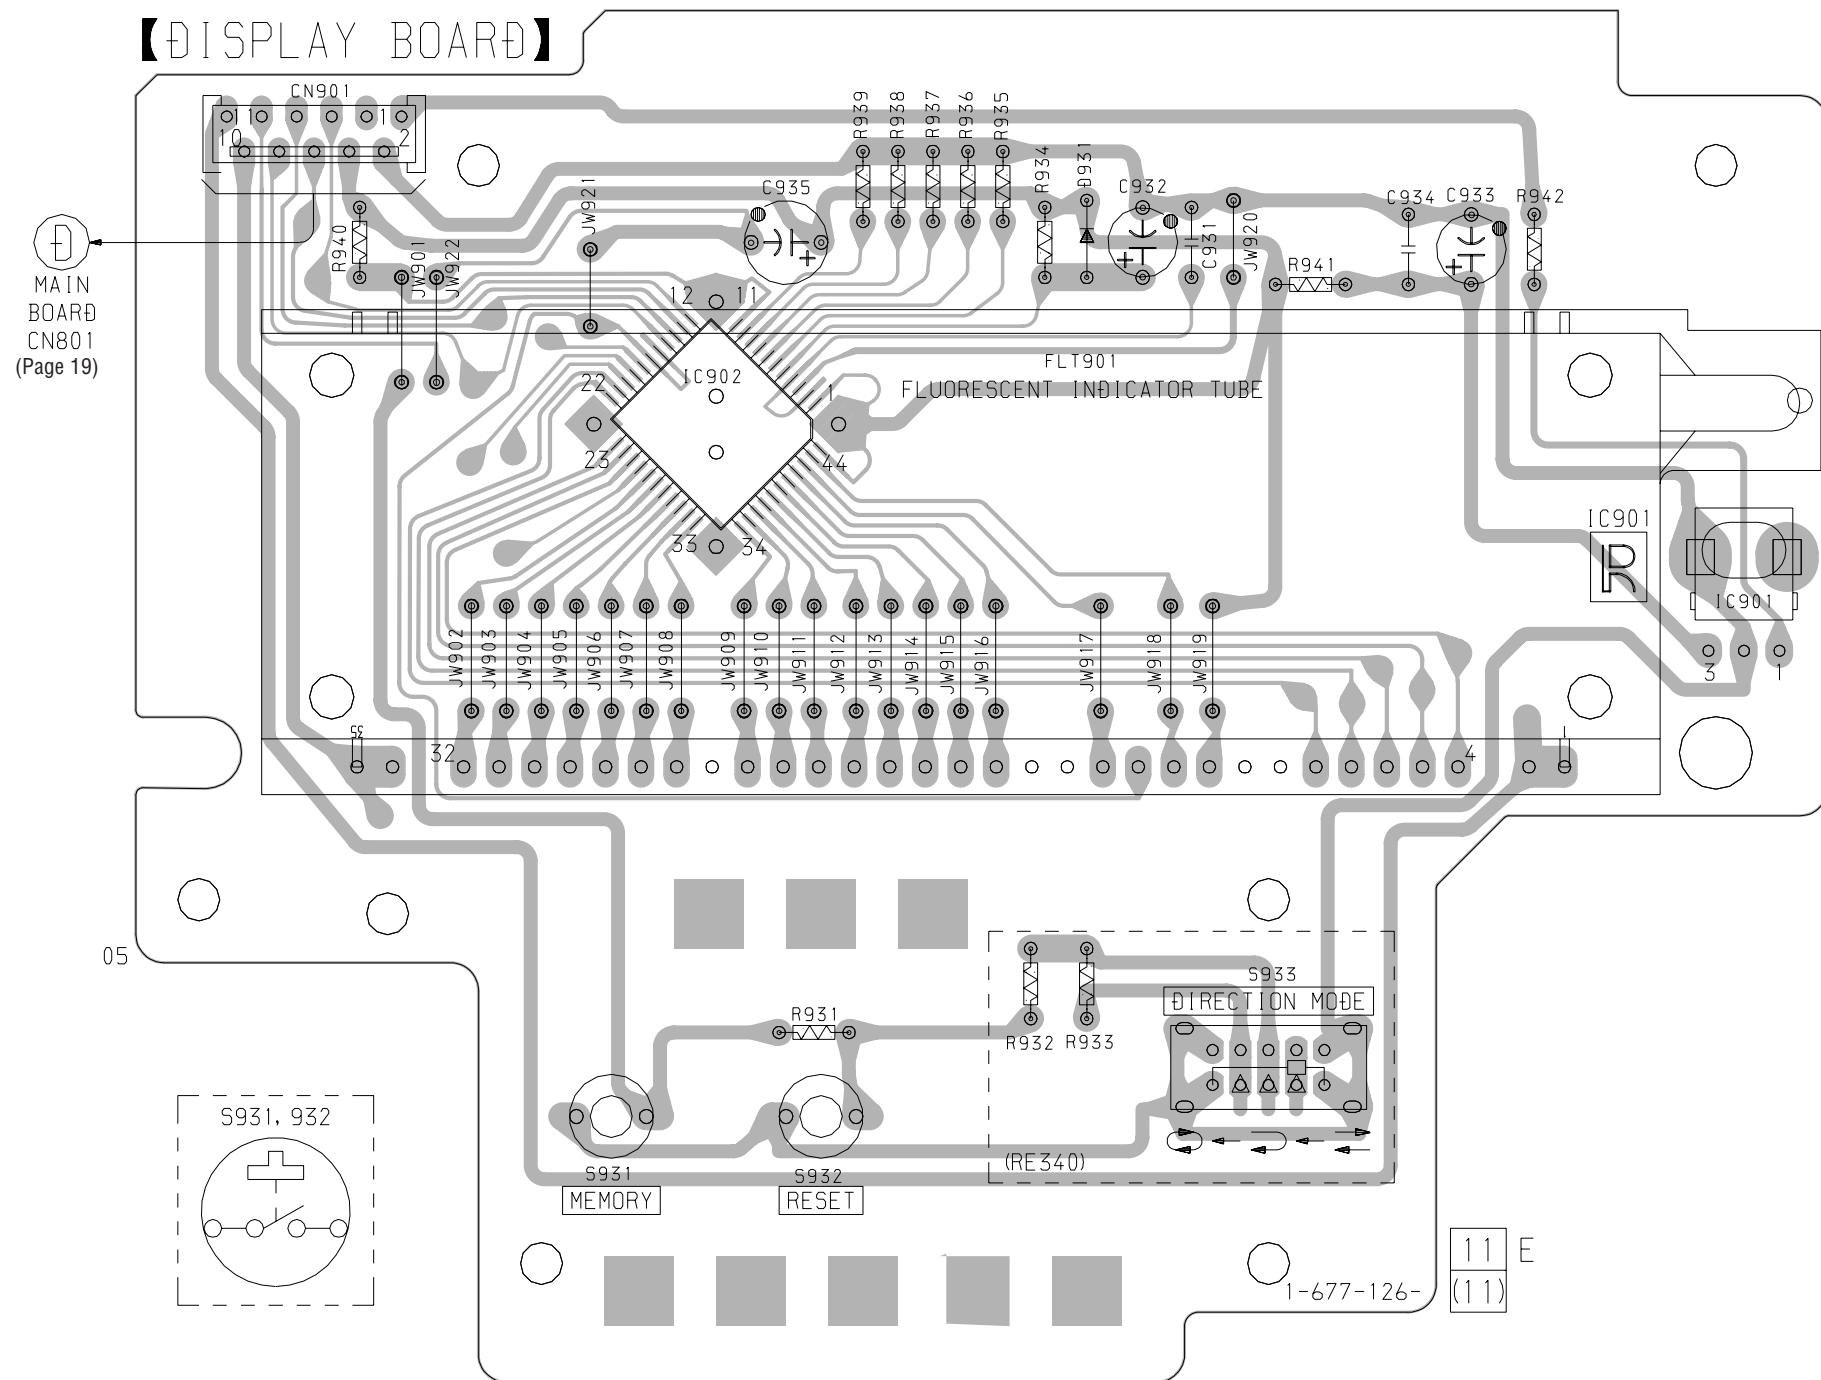 【DISPLAY BOARD】
CN901
11
1
10
2
D
MAIN
BOARD
CN801
(Page 19)
R940
JW901
JW922
JW921
C935
R939
R938
R937
R936
R935
R934
D931
C932
C931
JW920
R941
C934
C933
R942
12
11
IC902
22
1
23
44
33
34
FLT901
FLUORESCENT INDICATOR TUBE
IC901
R
IC901
3
1
JW902
JW903
JW904
JW905
JW906
JW907
JW908
JW909
JW910
JW911
JW912
JW913
JW914
JW915
JW916
JW917
JW918
JW919
35
32
4
1
05
S933
DIRECTION MODE
R931
R932
R933
S931, 932
S931
MEMORY
S932
RESET
(RE340)
1-677-126-
11
E
(11)